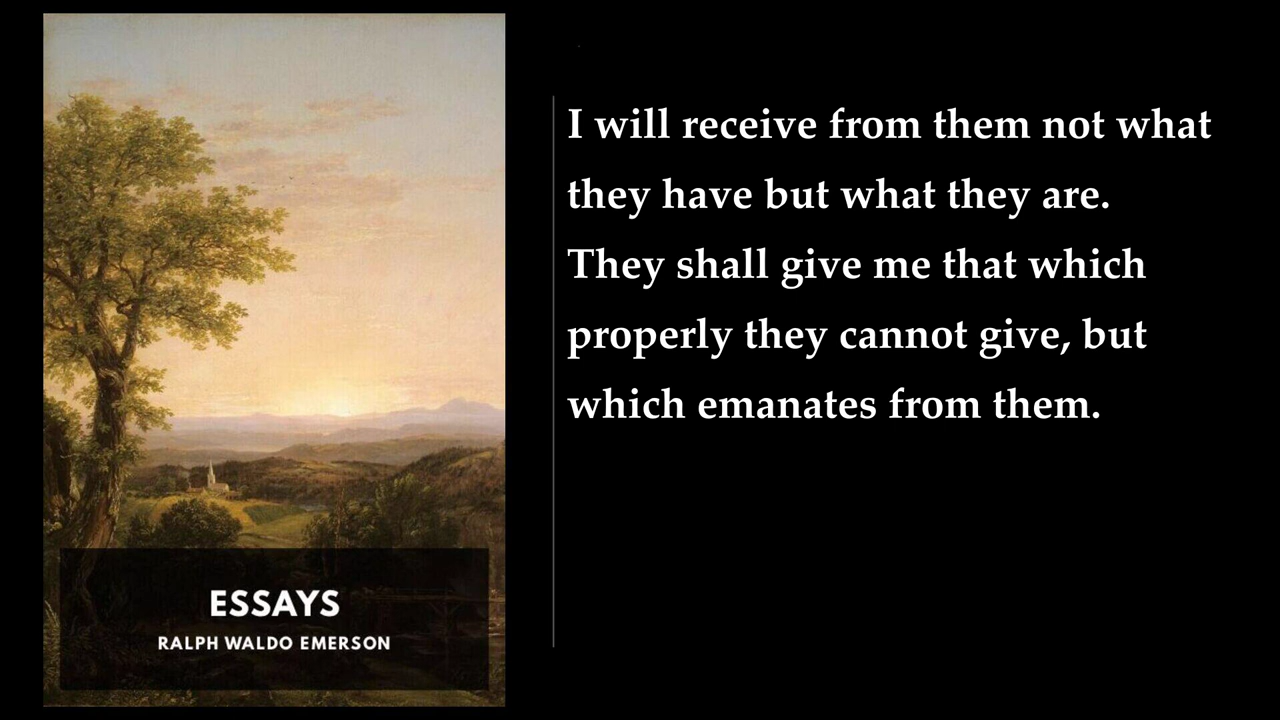 ESSAYS
RALPH WALDO EMERSON
I will receive from them not what
they have but what they are.
They shall give me that which
properly they cannot give, but
which emanates from them.